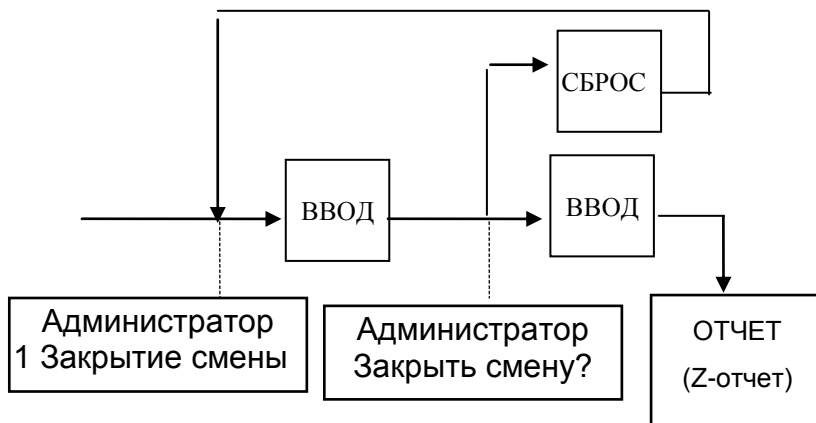 СБРОС
ВВОД
ВВОД
Администратор
1 Закрытие смены
Администратор
Закрыть смену?
ОТЧЕТ
(Z-отчет)